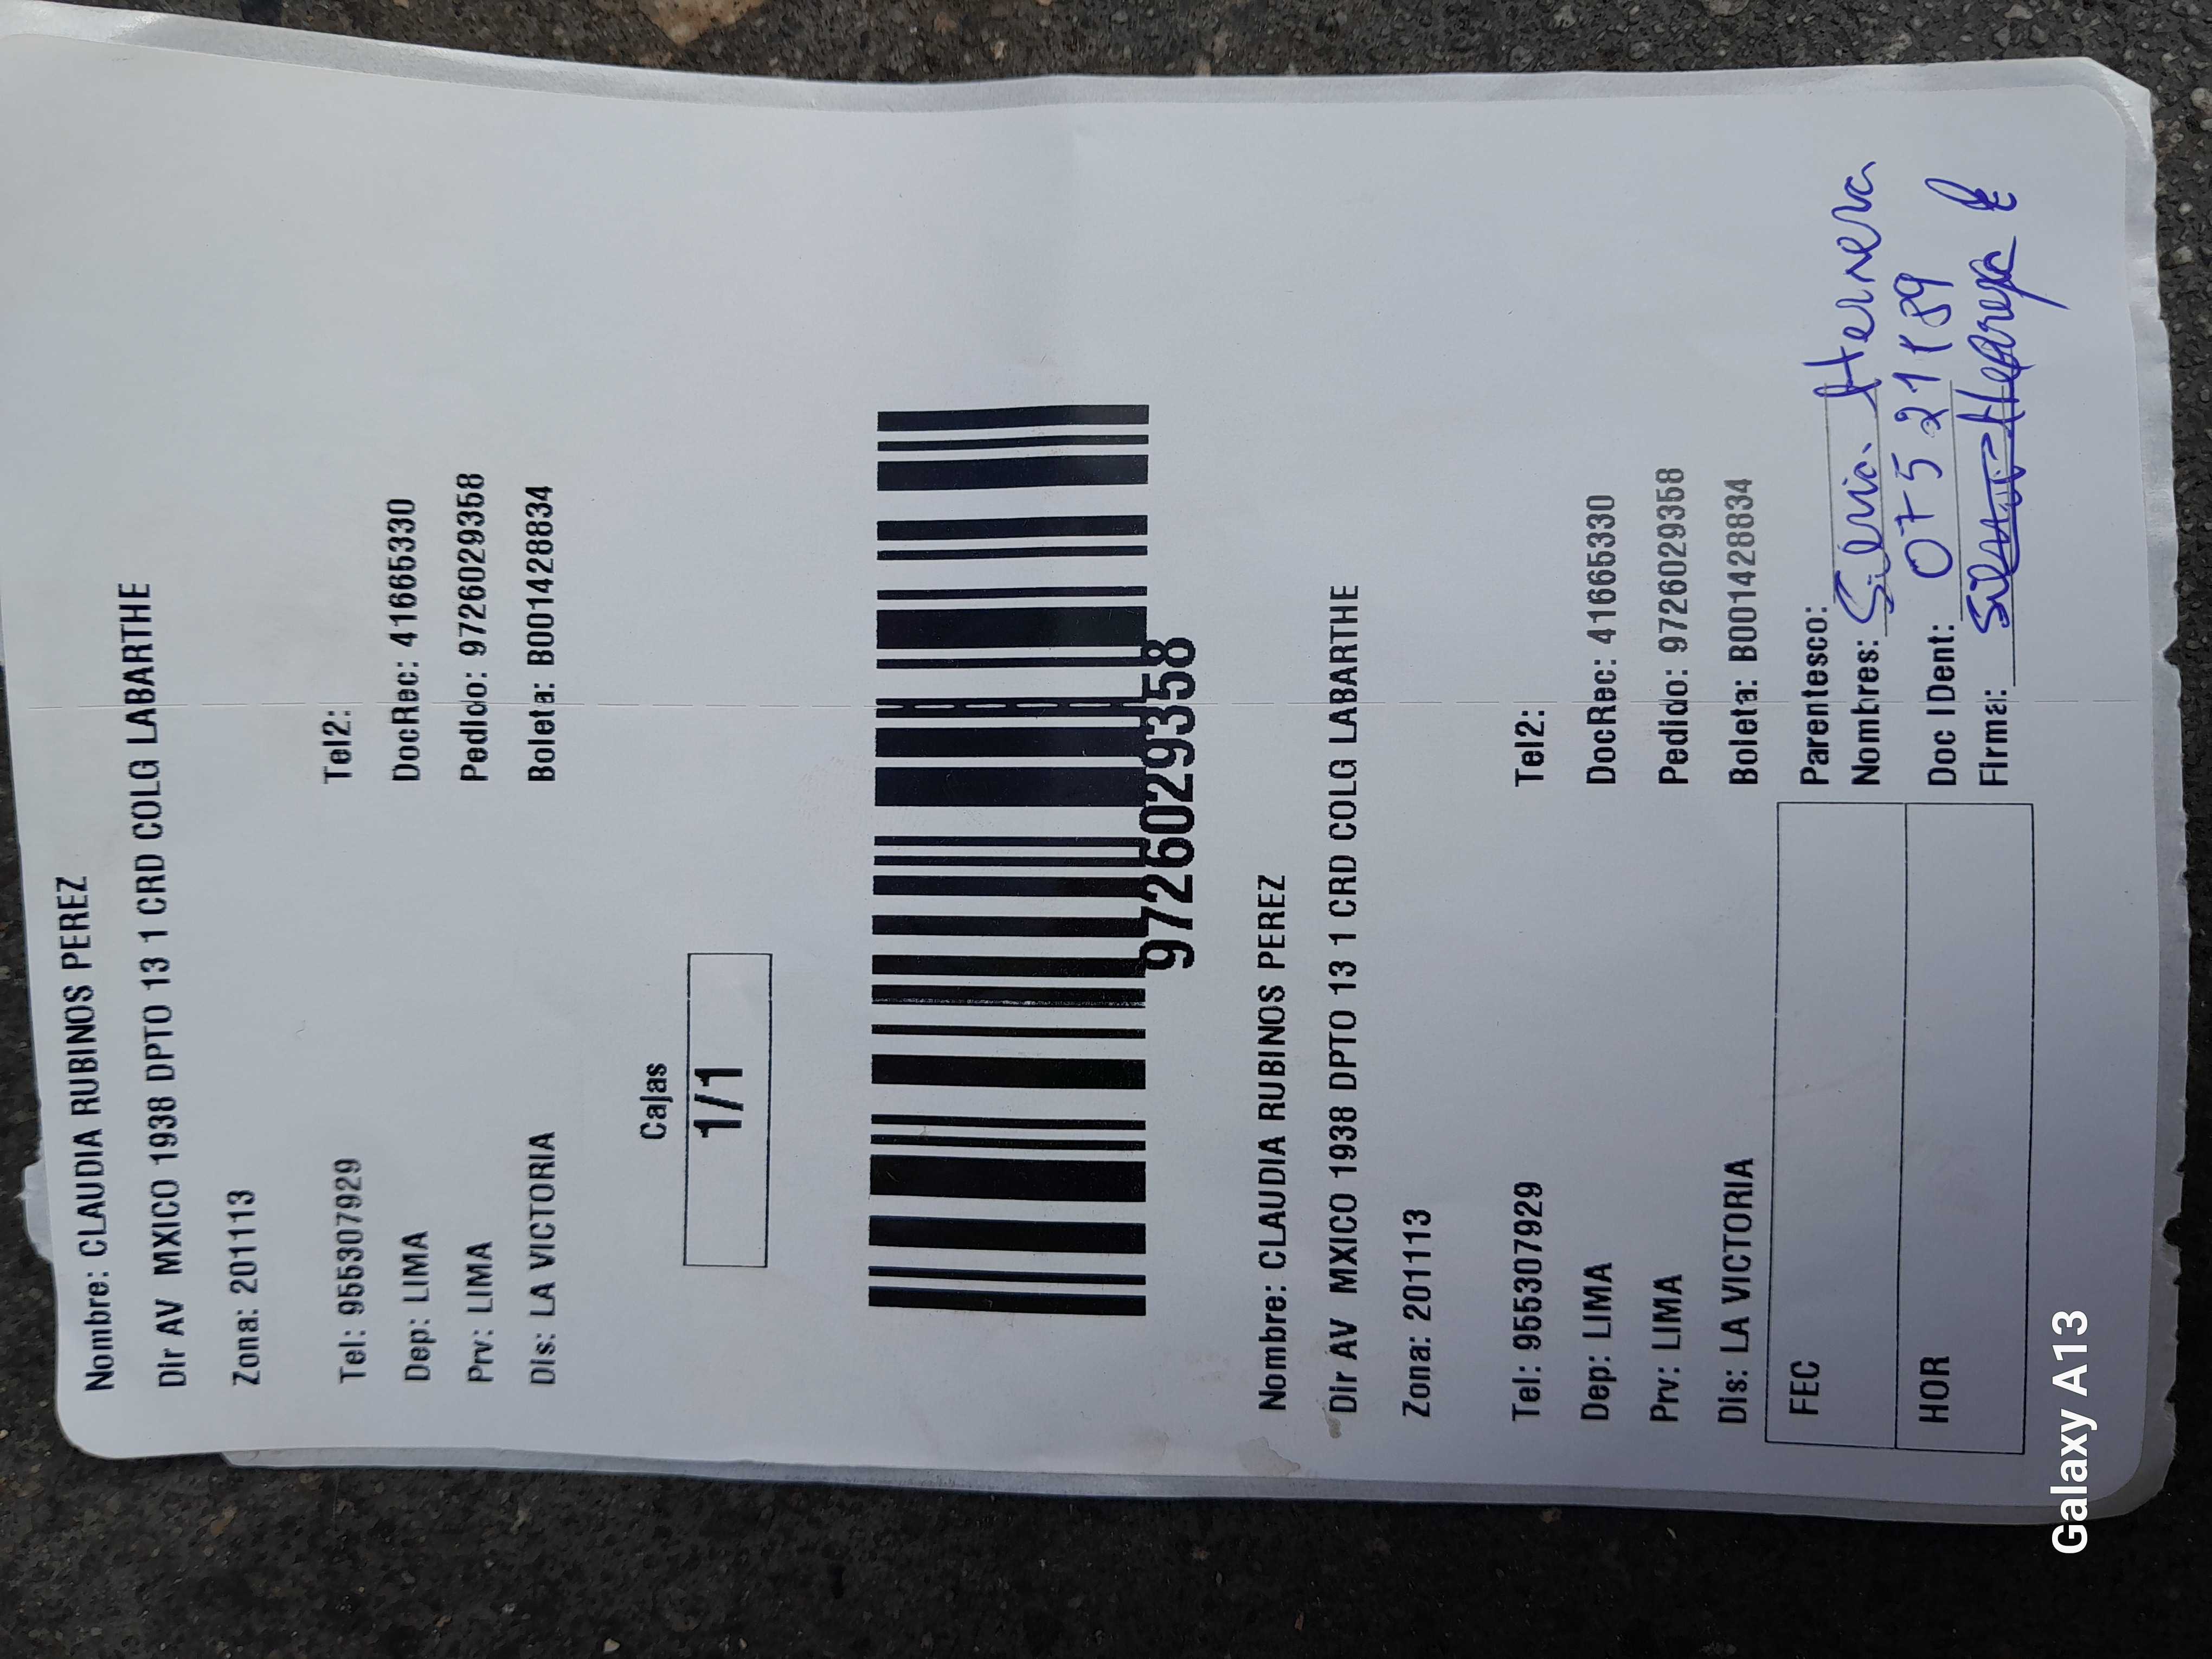 Nombre: CLAUDIA RUBINOS PEREZ
Dir AV MXICO 1938 DPTO 13 1 CRD COLG LABARTHE
Zona: 201113
Tel: 955307929 Tel2:
Dep: LIMA DocRec: 41665330
Prv: LIMA Pedido: 9726029358
Dis: LA VICTORIA Boleta: B001428834
Cajas
1/1
9726029358
Nombre: CLAUDIA RUBINOS PEREZ
Dir AV MXICO 1938 DPTO 13 1 CRD COLG LABARTHE
Zona: 201113
Tel: 955307929 Tel2:
Dep: LIMA DocRec: 41665330
Prv: LIMA Pedido: 9726029358
Dis: LA VICTORIA Boleta: B001428834
FEC Parentesco:
Nombres: Herrera
HOR Doc IDent:
Firma:
Galaxy A13